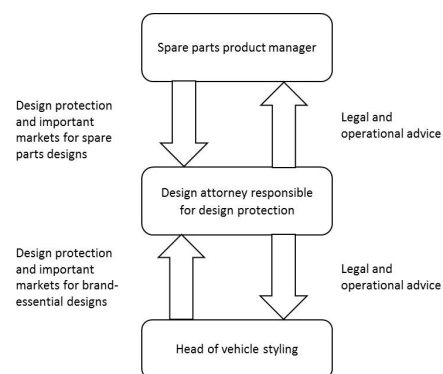 Spare parts product manager
Design protection
and important
markets for spare
parts designs
Legal and
operational advice
Design attorney responsible
for design protection
Design protection
and important
markets for brand-
essential designs
Legal and
operational advice
Head of vehicle styling